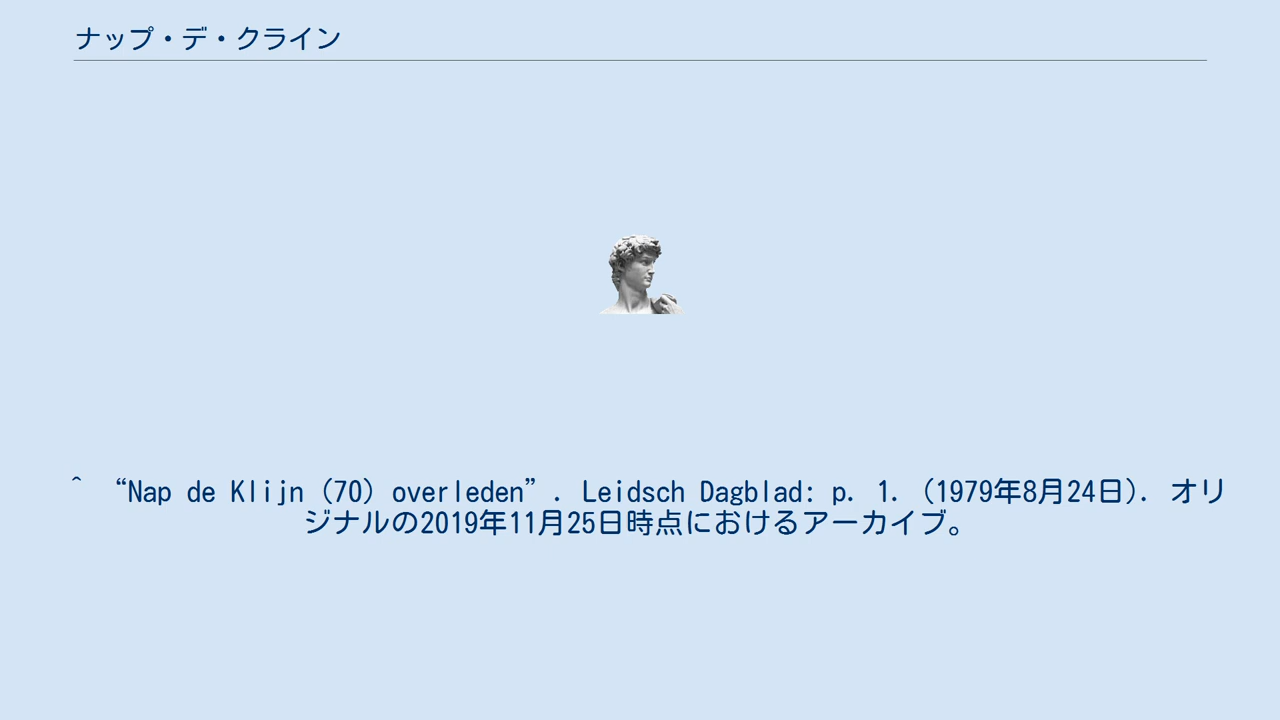 ナップ・デ・クライン
^ “Nap de Klijn (70) overleden”. Leidsch Dagblad: p. 1. (1979年8月24日). オリ
ジナルの2019年11月25日時点におけるアーカイブ。